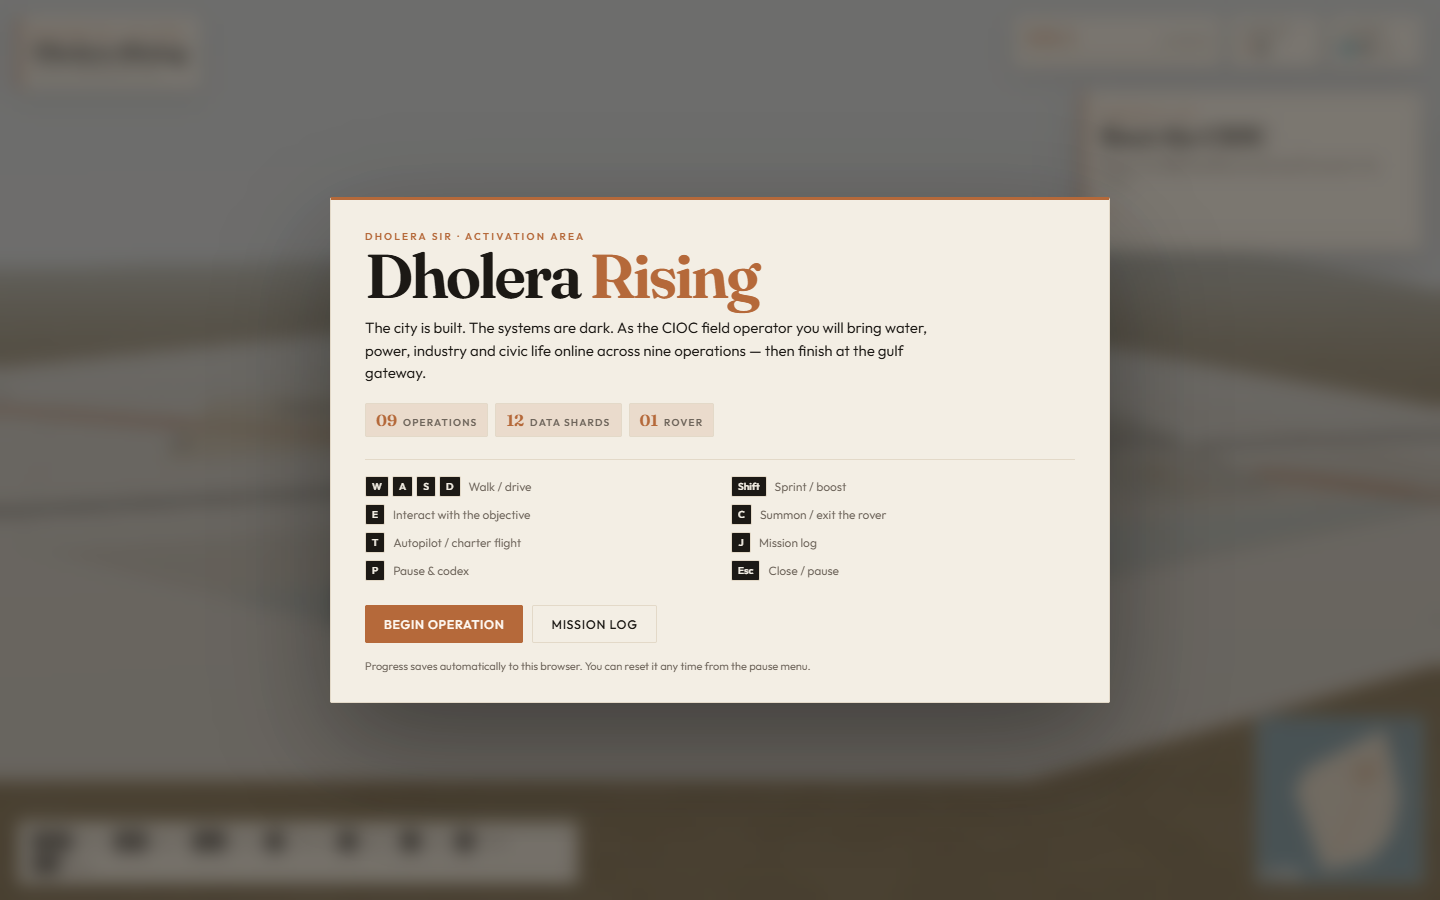 DHOLERA SIR · ACTIVATION AREA
Dholera Rising
The city is built. The systems are dark. As the CIOC field operator you will bring water,
power, industry and civic life online across nine operations — then finish at the gulf
gateway.
09 OPERATIONS 12 DATA SHARDS 01 ROVER
W A S D Walk / drive Shift Sprint / boost
E Interact with the objective C Summon / exit the rover
T Autopilot / charter flight J Mission log
P Pause & codex Esc Close / pause
BEGIN OPERATION MISSION LOG
Progress saves automatically to this browser. You can reset it any time from the pause menu.